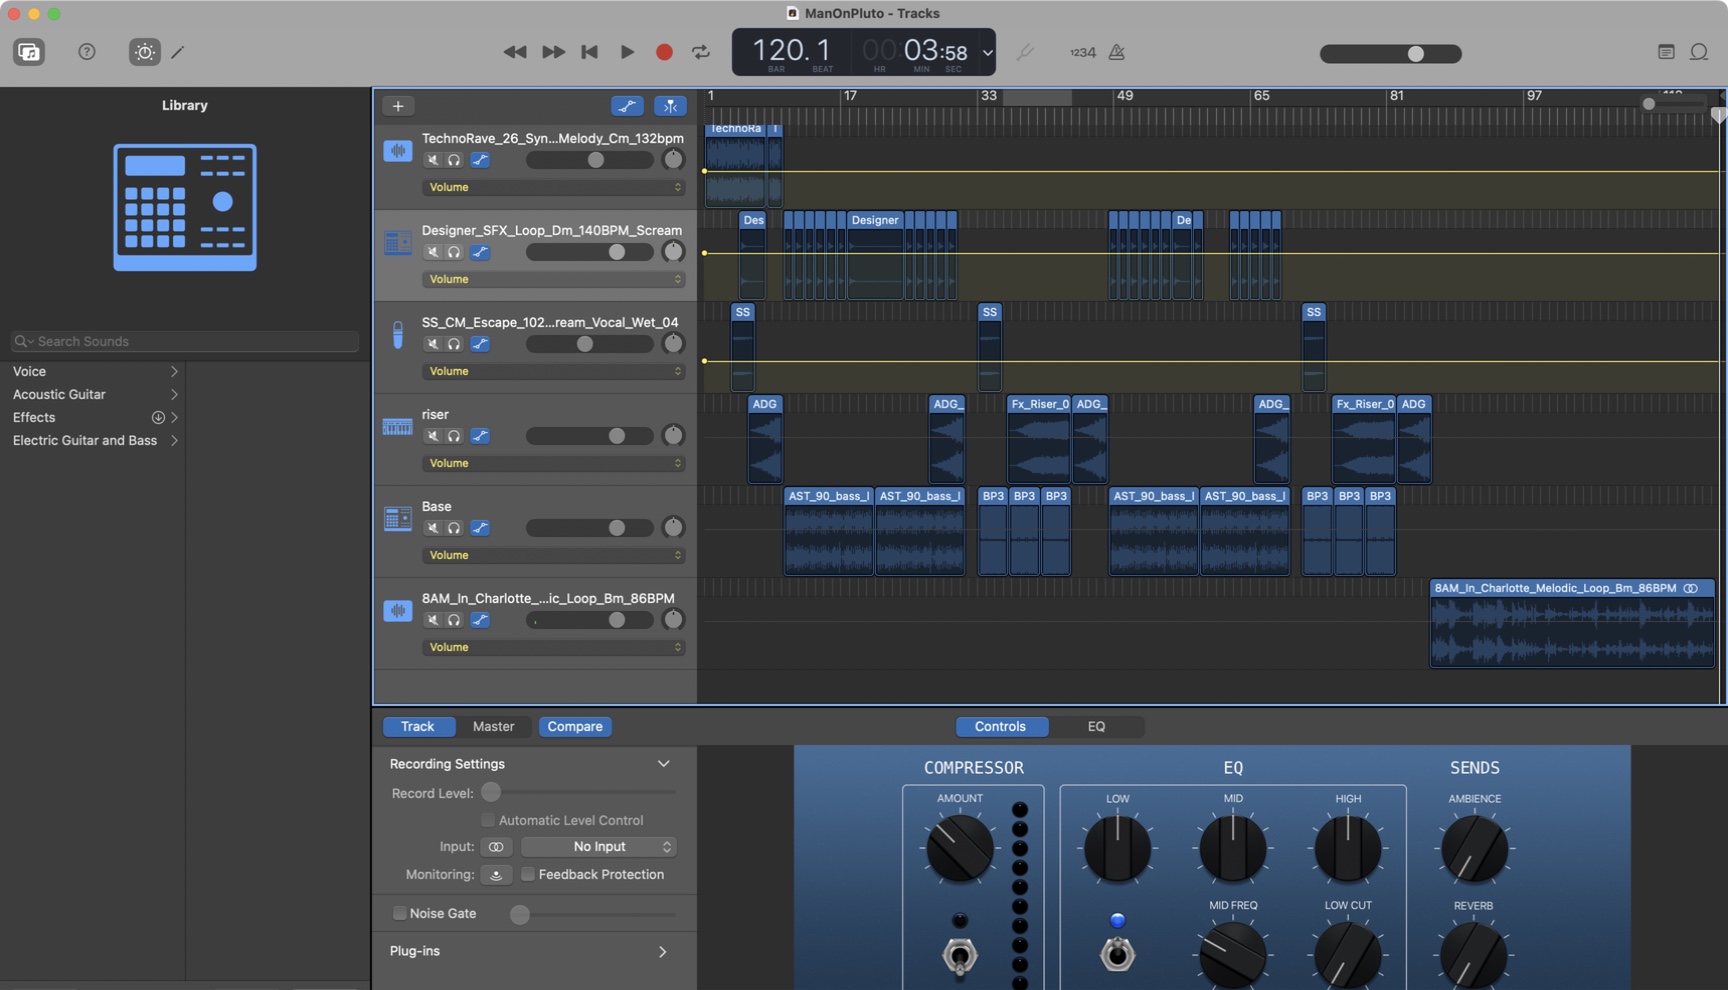 ManOnPluto - Tracks
120.1
00:03:58
BAR
BEAT
HR
MIN
SEC
1234
Library
Search Sounds
Voice
Acoustic Guitar
Effects
Electric Guitar and Bass
1
17
33
49
65
81
97
TechnoRave_26_Syn...Melody_Cm_132bpm
Volume
TechnoRa
Designer_SFX_Loop_Dm_140BPM_Scream
Volume
Des
Designer
De
SS_CM_Escape_102...ream_Vocal_Wet_04
Volume
SS
SS
SS
riser
Volume
ADG
ADG_
Fx_Riser_0
ADG_
ADG_
Fx_Riser_0
ADG
Base
Volume
AST_90_bass_l
AST_90_bass_l
BP3
BP3
BP3
AST_90_bass_l
AST_90_bass_l
BP3
BP3
BP3
8AM_In_Charlotte_...ic_Loop_Bm_86BPM
Volume
8AM_In_Charlotte_Melodic_Loop_Bm_86BPM
Track
Master
Compare
Controls
EQ
Recording Settings
Record Level:
Automatic Level Control
Input:
No Input
Monitoring:
Feedback Protection
Noise Gate
Plug-ins
COMPRESSOR
AMOUNT
EQ
LOW
MID
HIGH
MID FREQ
LOW CUT
SENDS
AMBIENCE
REVERB